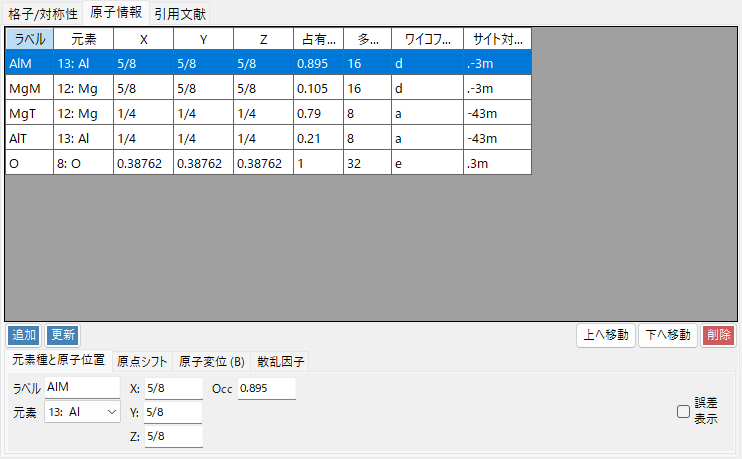 格子/対称性 原子情報 引用文献
ラベル 元素 X Y Z 占有... 多... ワイコフ... サイト対...
AlM 13: Al 5/8 5/8 5/8 0.895 16 d .-3m
MgM 12: Mg 5/8 5/8 5/8 0.105 16 d .-3m
MgT 12: Mg 1/4 1/4 1/4 0.79 8 a -43m
AlT 13: Al 1/4 1/4 1/4 0.21 8 a -43m
O 8: O 0.38762 0.38762 0.38762 1 32 e .3m
追加 更新 上へ移動 下へ移動 削除
元素種と原子位置 原点シフト 原子変位 (B) 散乱因子
ラベル AlM X: 5/8 Occ 0.895
元素 13: Al Y: 5/8 誤差
表示
Z: 5/8